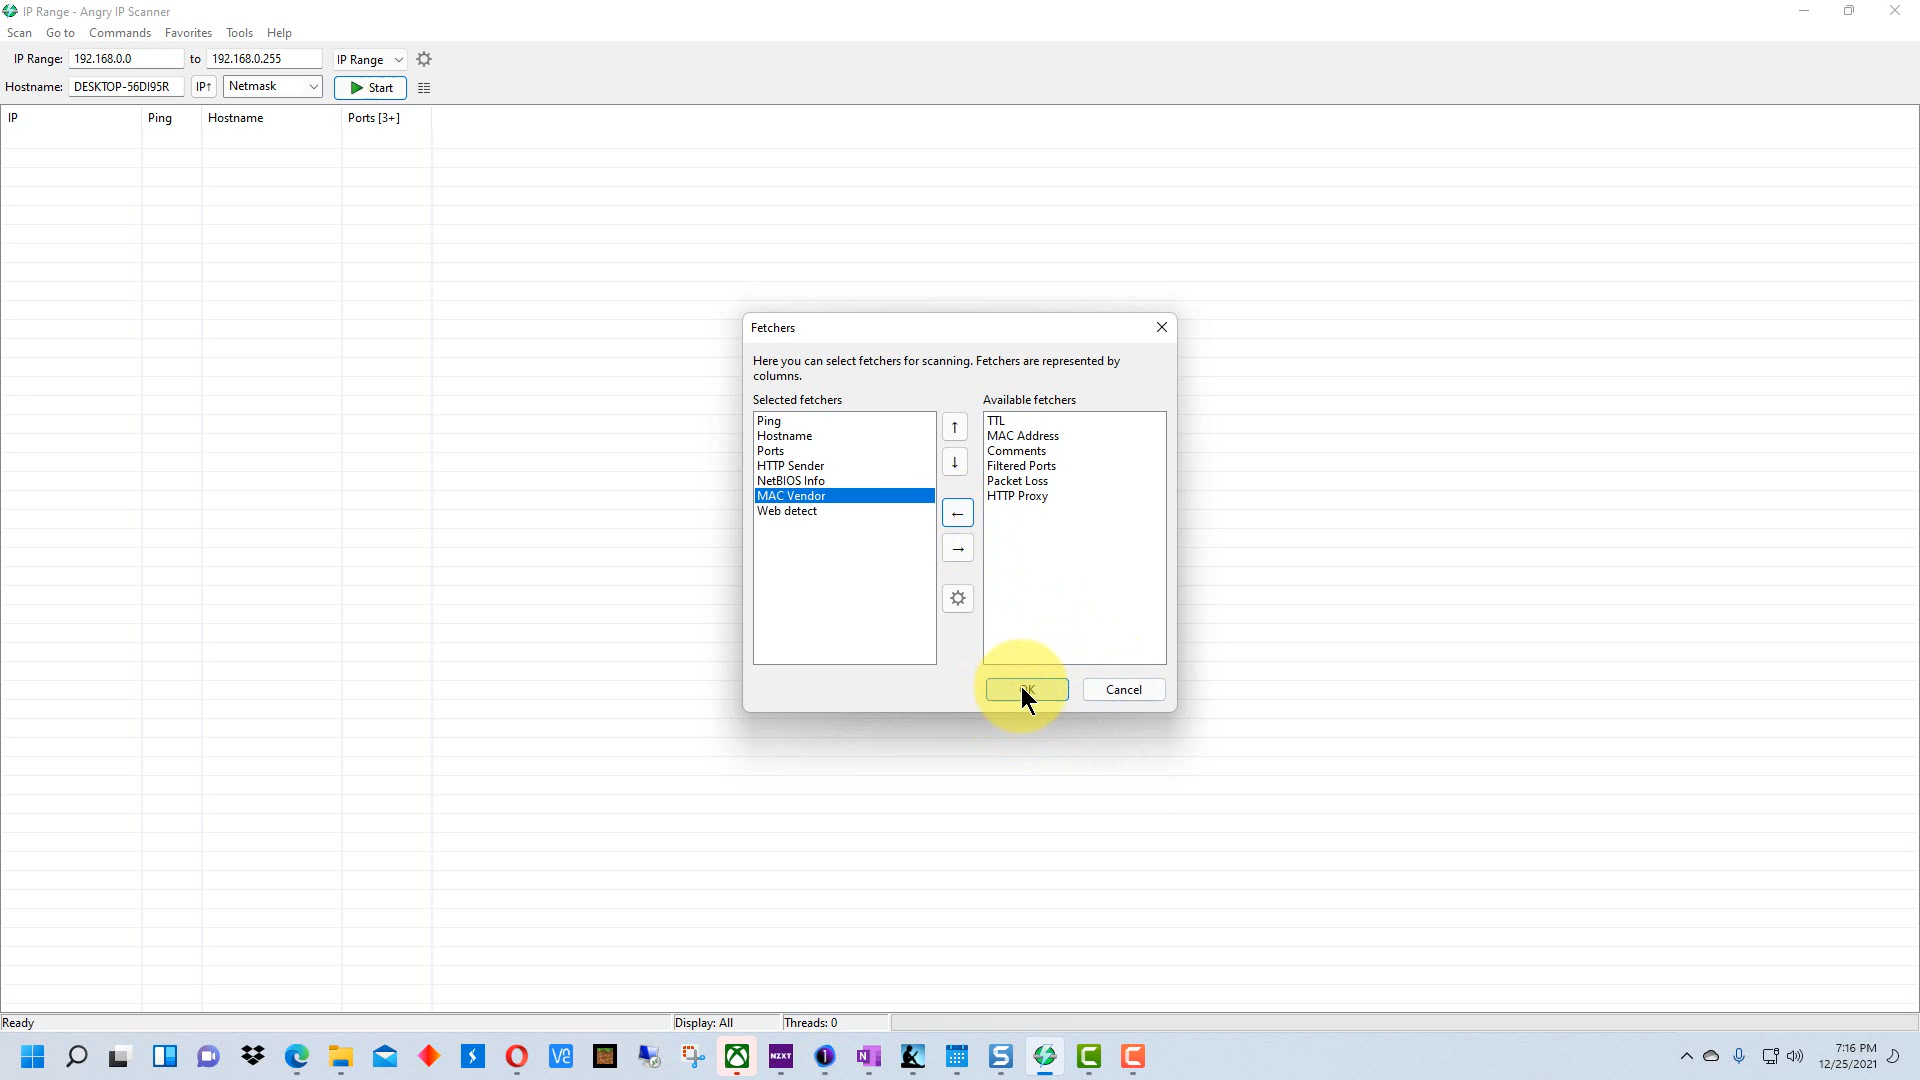 IP Range - Angry IP Scanner
Scan Go to Commands Favorites Tools Help
IP Range: 192.168.0.0 to 192.168.0.255 IP Range
Hostname: DESKTOP-56DI95R IP↑ Netmask Start
IP Ping Hostname Ports [3+]
Fetchers
Here you can select fetchers for scanning. Fetchers are represented by
columns.
Selected fetchers Available fetchers
Ping TTL
Hostname MAC Address
Ports Comments
HTTP Sender Filtered Ports
NetBIOS Info Packet Loss
MAC Vendor HTTP Proxy
Web detect
OK Cancel
Ready Display: All Threads: 0
NZXT
7:16 PM
12/25/2021